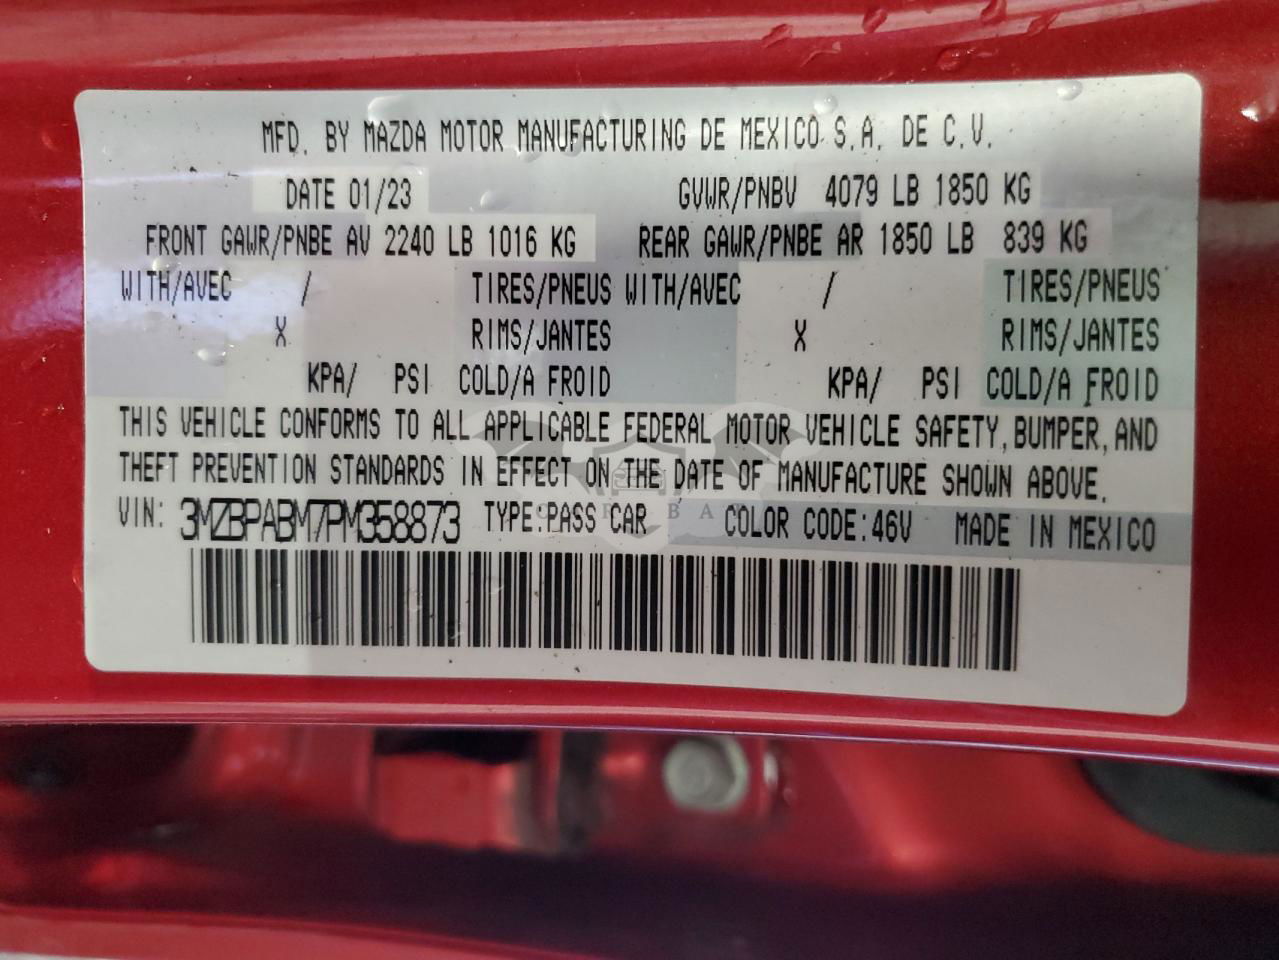 MFD. BY MAZDA MOTOR MANUFACTURING DE MEXICO S.A. DE C.V.
DATE 01/23 GVWR/PNBV 4079 LB 1850 KG
FRONT GAWR/PNBE AV 2240 LB 1016 KG REAR GAWR/PNBE AR 1850 LB 839 KG
WITH/AVEC / TIRES/PNEUS WITH/AVEC / TIRES/PNEUS
X RIMS/JANTES X RIMS/JANTES
KPA/ PSI COLD/A FROID KPA/ PSI COLD/A FROID
THIS VEHICLE CONFORMS TO ALL APPLICABLE FEDERAL MOTOR VEHICLE SAFETY, BUMPER, AND
THEFT PREVENTION STANDARDS IN EFFECT ON THE DATE OF MANUFACTURE SHOWN ABOVE.
VIN: 3MZBPABM7PM358873 TYPE:PASS CAR COLOR CODE:46V MADE IN MEXICO